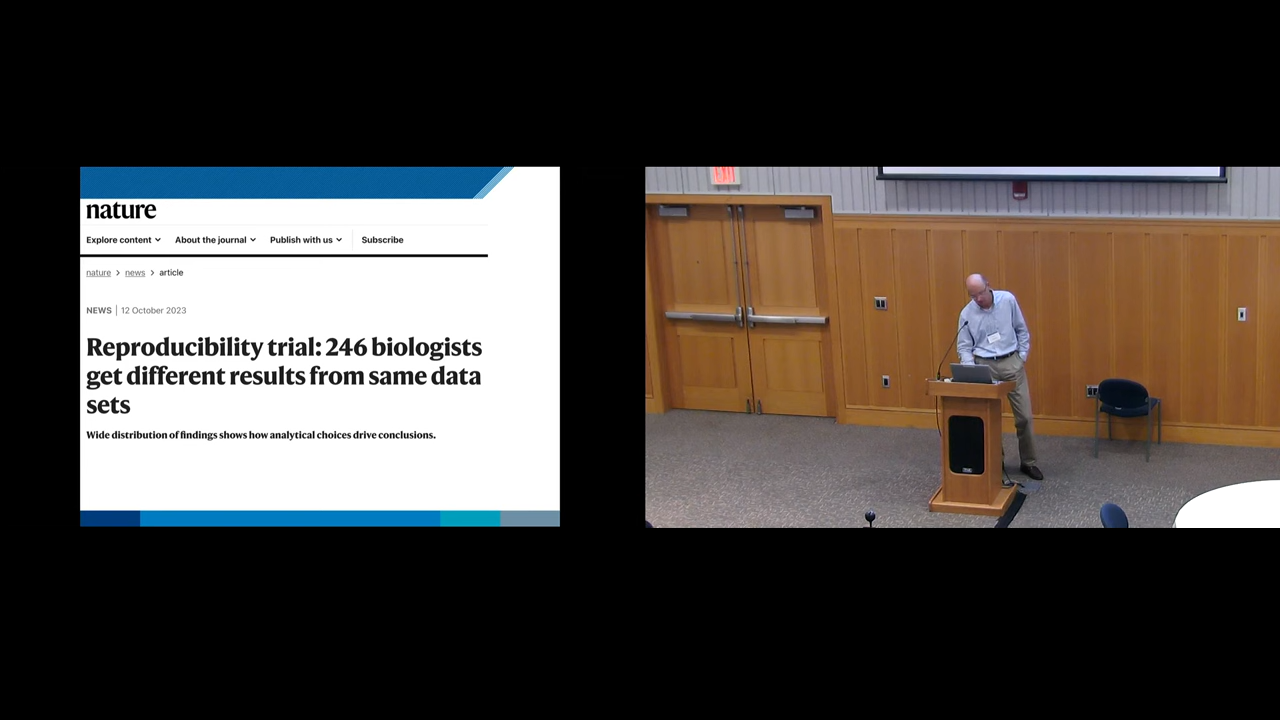 nature
Explore content About the journal Publish with us Subscribe
nature > news > article
NEWS | 12 October 2023
Reproducibility trial: 246 biologists
get different results from same data
sets
Wide distribution of findings shows how analytical choices drive conclusions.